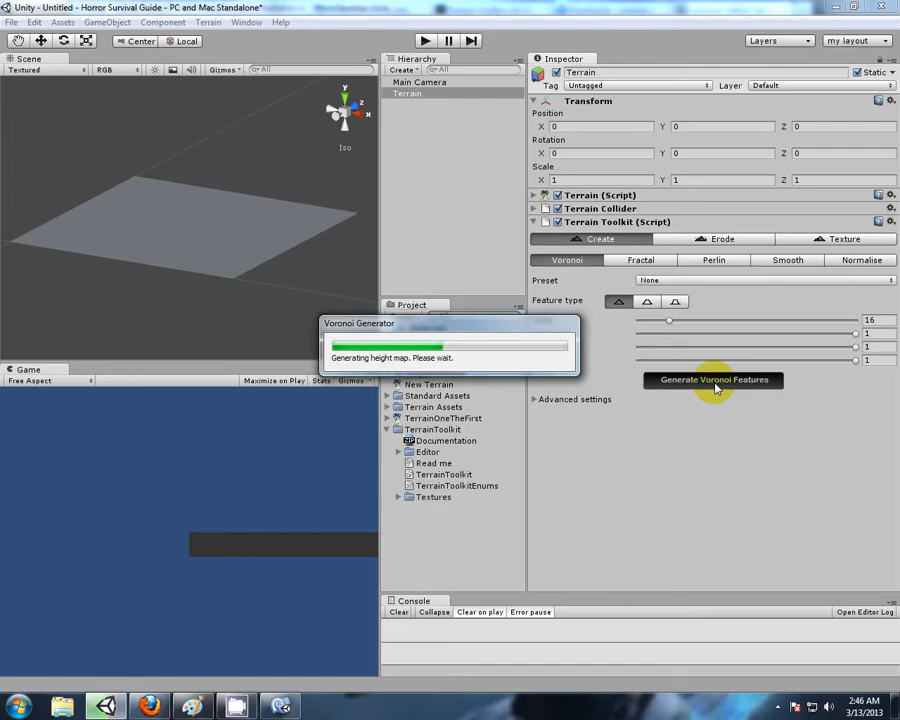 Unity - Untitled - Horror Survival Guide - PC and Mac Standalone*
File Edit Assets GameObject Component Terrain Window Help
Center Local Layers my layout
Scene
Textured RGB Gizmos All
y
z
x
Iso
Game
Free Aspect Maximize on Play Stats Gizmos
Hierarchy
Create All
Main Camera
Terrain
Project
New Terrain
Standard Assets
Terrain Assets
TerrainOneTheFirst
TerrainToolkit
Documentation
Editor
Read me
TerrainToolkit
TerrainToolkitEnums
Textures
Voronoi Generator
Generating height map. Please wait.
Inspector
Terrain Static
Tag Untagged Layer Default
Transform
Position
X 0 Y 0 Z 0
Rotation
X 0 Y 0 Z 0
Scale
X 1 Y 1 Z 1
Terrain (Script)
Terrain Collider
Terrain Toolkit (Script)
Create Erode Texture
Voronoi Fractal Perlin Smooth Normalise
Preset None
Feature type
16
1
1
1
Generate Voronoi Features
Advanced settings
Console
Clear Collapse Clear on play Error pause Open Editor Log
2:46 AM
3/13/2013